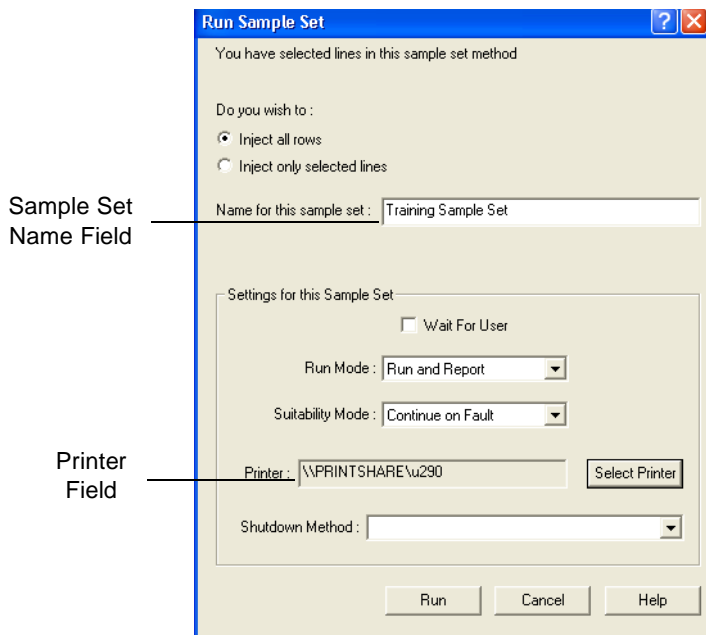 Run Sample Set
You have selected lines in this sample set method
Do you wish to :
Inject all rows
Inject only selected lines
Sample Set
Name Field
Name for this sample set : Training Sample Set
Settings for this Sample Set
Wait For User
Run Mode : Run and Report
Suitability Mode : Continue on Fault
Printer
Field
Printer : \\PRINTSHARE\u290 Select Printer
Shutdown Method :
Run Cancel Help